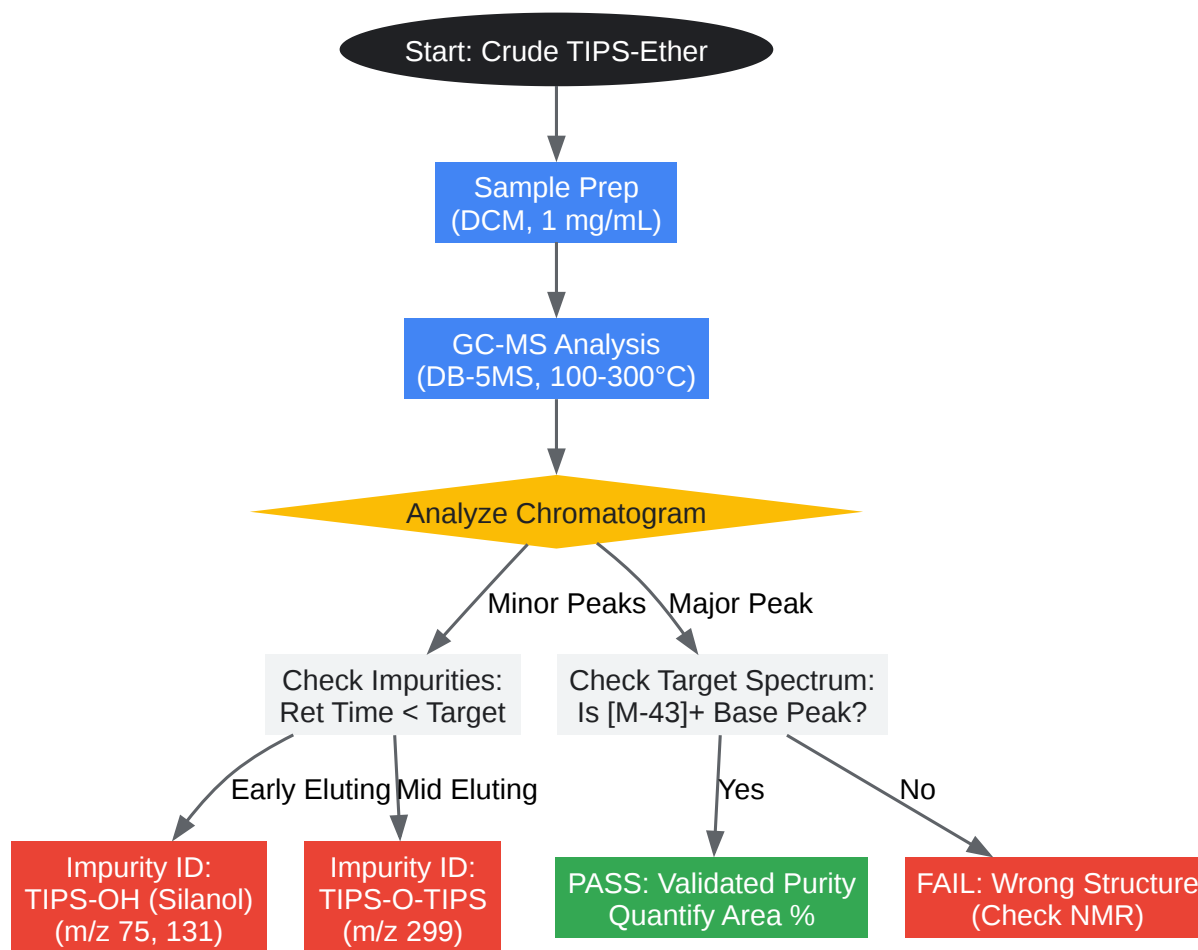 Start: Crude TIPS-Ether
Sample Prep
(DCM, 1 mg/mL)
GC-MS Analysis
(DB-5MS, 100-300°C)
Analyze Chromatogram
Minor Peaks
Major Peak
Check Impurities:
Ret Time < Target
Check Target Spectrum:
Is [M-43]+ Base Peak?
Early Eluting
Mid Eluting
Yes
No
Impurity ID:
TIPS-OH (Silanol)
(m/z 75, 131)
Impurity ID:
TIPS-O-TIPS
(m/z 299)
PASS: Validated Purity
Quantify Area %
FAIL: Wrong Structure
(Check NMR)